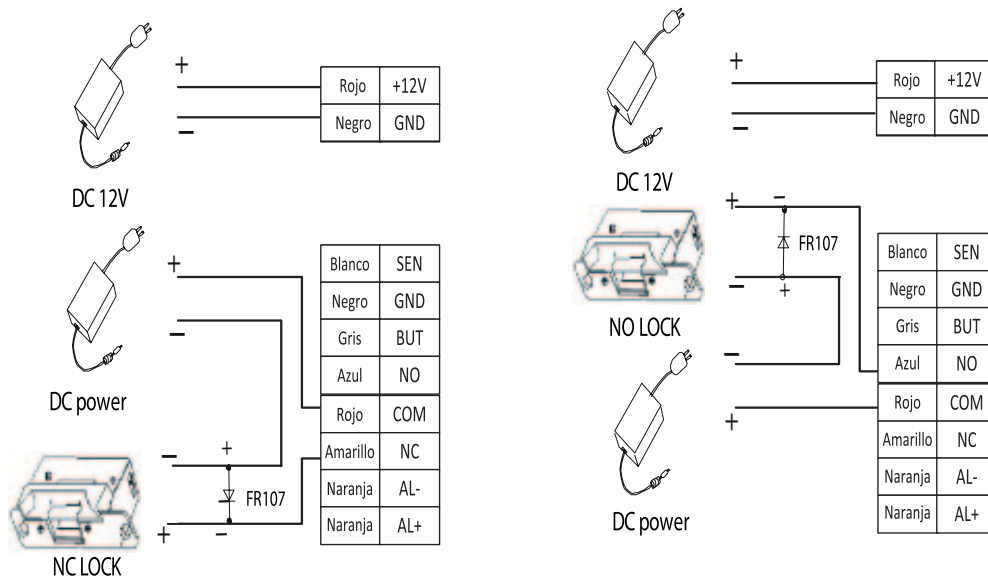 +
Rojo +12V
Negro GND
−
DC 12V
+
−
DC power
Blanco SEN
Negro GND
Gris BUT
Azul NO
Rojo COM
Amarillo NC
Naranja AL-
Naranja AL+
−
+
FR107
+
−
NC LOCK
+
Rojo +12V
Negro GND
−
DC 12V
+
−
FR107
−
+
NO LOCK
−
+
DC power
Blanco SEN
Negro GND
Gris BUT
Azul NO
Rojo COM
Amarillo NC
Naranja AL-
Naranja AL+